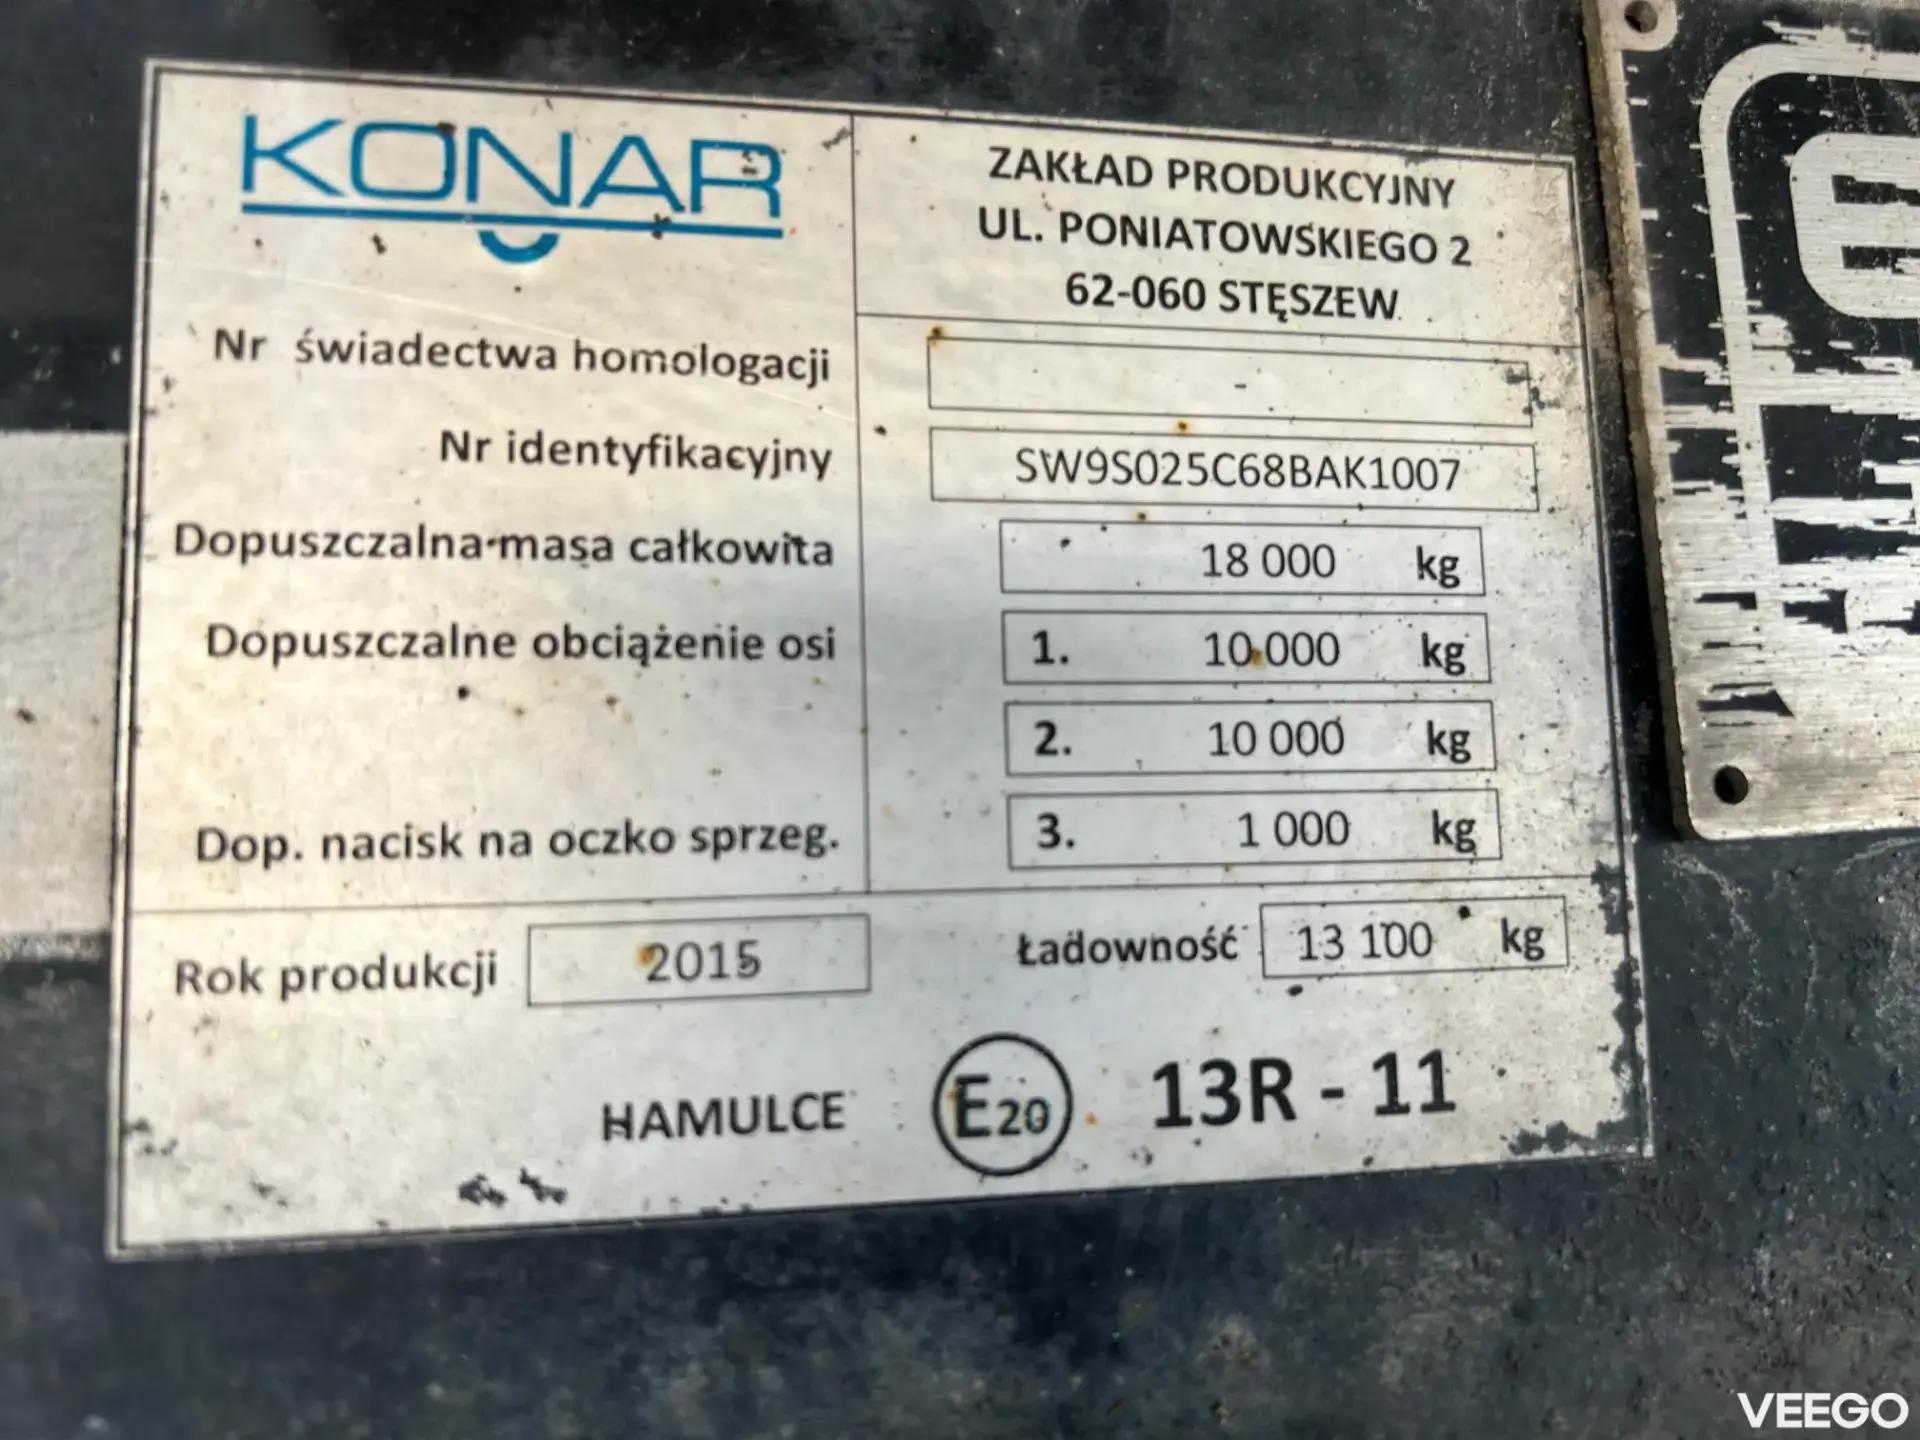 KONAR
ZAKŁAD PRODUKCYJNY
UL. PONIATOWSKIEGO 2
62-060 STĘSZEW
Nr świadectwa homologacji -
Nr identyfikacyjny SW9S025C68BAK1007
Dopuszczalna masa całkowita 18 000 kg
Dopuszczalne obciążenie osi 1. 10 000 kg
2. 10 000 kg
Dop. nacisk na oczko sprzęg. 3. 1 000 kg
Rok produkcji 2015 Ładowność 13 100 kg
HAMULCE E20 13R - 11
VEEGO